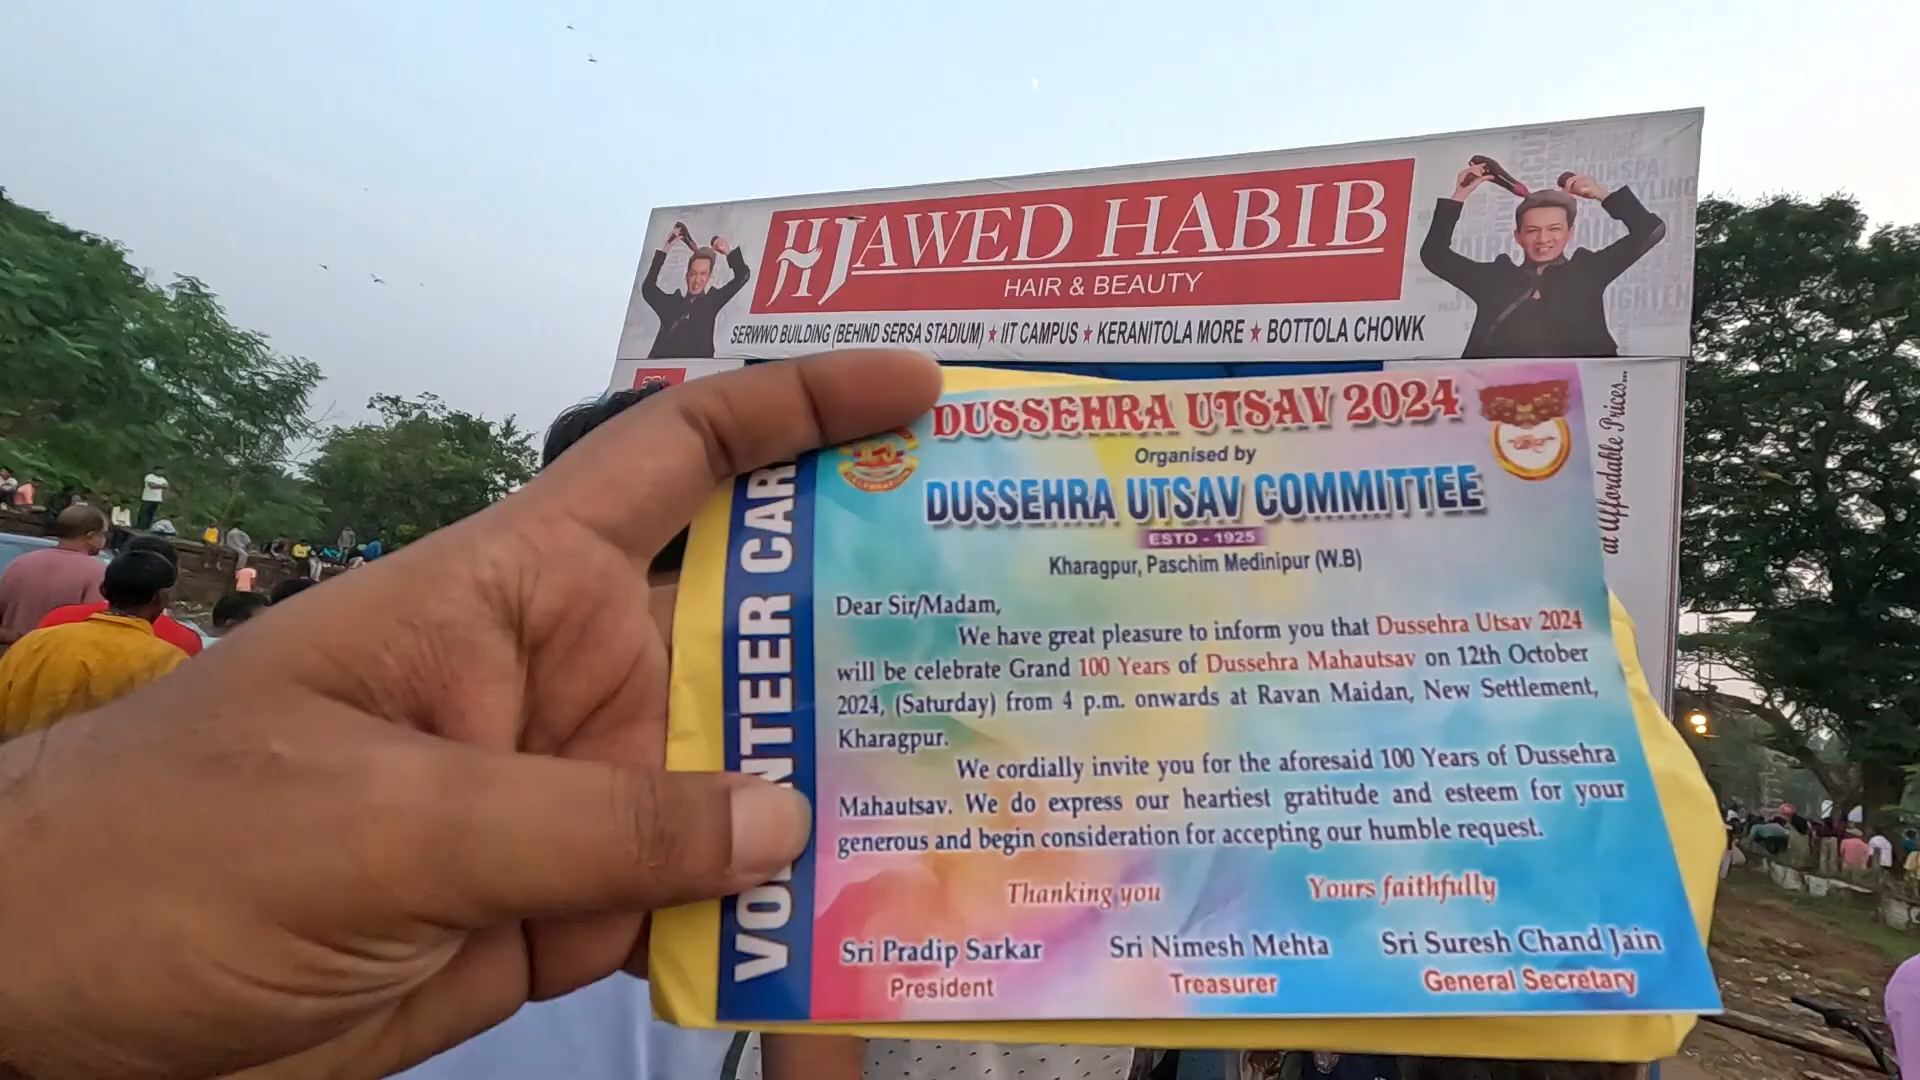 JAWED HABIB
HAIR & BEAUTY
SERWWO BUILDING (BEHIND SERSA STADIUM) ★ IIT CAMPUS ★ KERANITOLA MORE ★ BOTTOLA CHOWK
at Affordable Prices...
DUSSEHRA UTSAV 2024
Organised by
DUSSEHRA UTSAV COMMITTEE
ESTD - 1925
Kharagpur, Paschim Medinipur (W.B)
Dear Sir/Madam,
We have great pleasure to inform you that Dussehra Utsav 2024
will be celebrate Grand 100 Years of Dussehra Mahautsav on 12th October
2024, (Saturday) from 4 p.m. onwards at Ravan Maidan, New Settlement,
Kharagpur.
We cordially invite you for the aforesaid 100 Years of Dussehra
Mahautsav. We do express our heartiest gratitude and esteem for your
generous and begin consideration for accepting our humble request.
Thanking you Yours faithfully
Sri Pradip Sarkar Sri Nimesh Mehta Sri Suresh Chand Jain
President Treasurer General Secretary